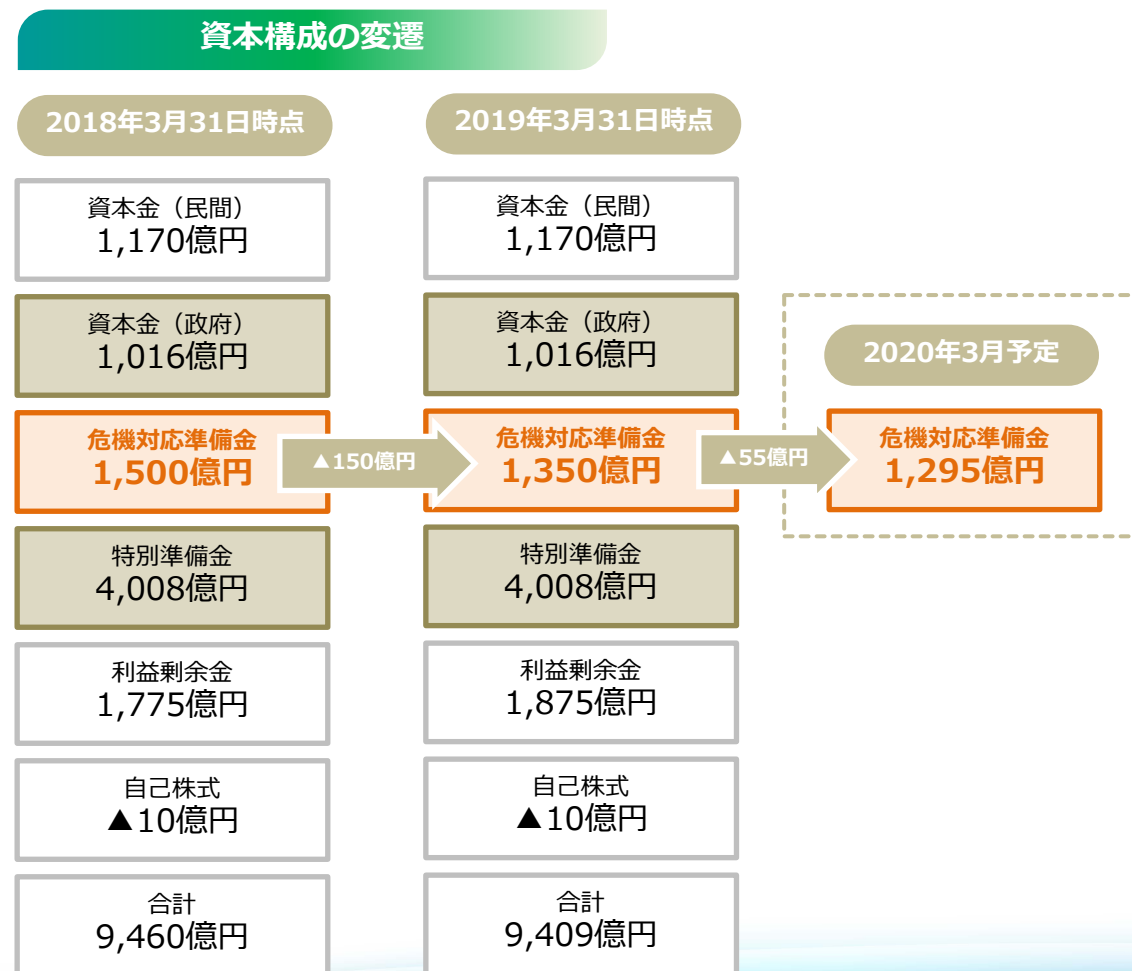 資本構成の変遷
2018年3月31日時点
資本金（民間）
1,170億円
資本金（政府）
1,016億円
危機対応準備金
1,500億円
▲150億円
特別準備金
4,008億円
利益剰余金
1,775億円
自己株式
▲10億円
合計
9,460億円
2019年3月31日時点
資本金（民間）
1,170億円
資本金（政府）
1,016億円
危機対応準備金
1,350億円
▲55億円
特別準備金
4,008億円
利益剰余金
1,875億円
自己株式
▲10億円
合計
9,409億円
2020年3月予定
危機対応準備金
1,295億円